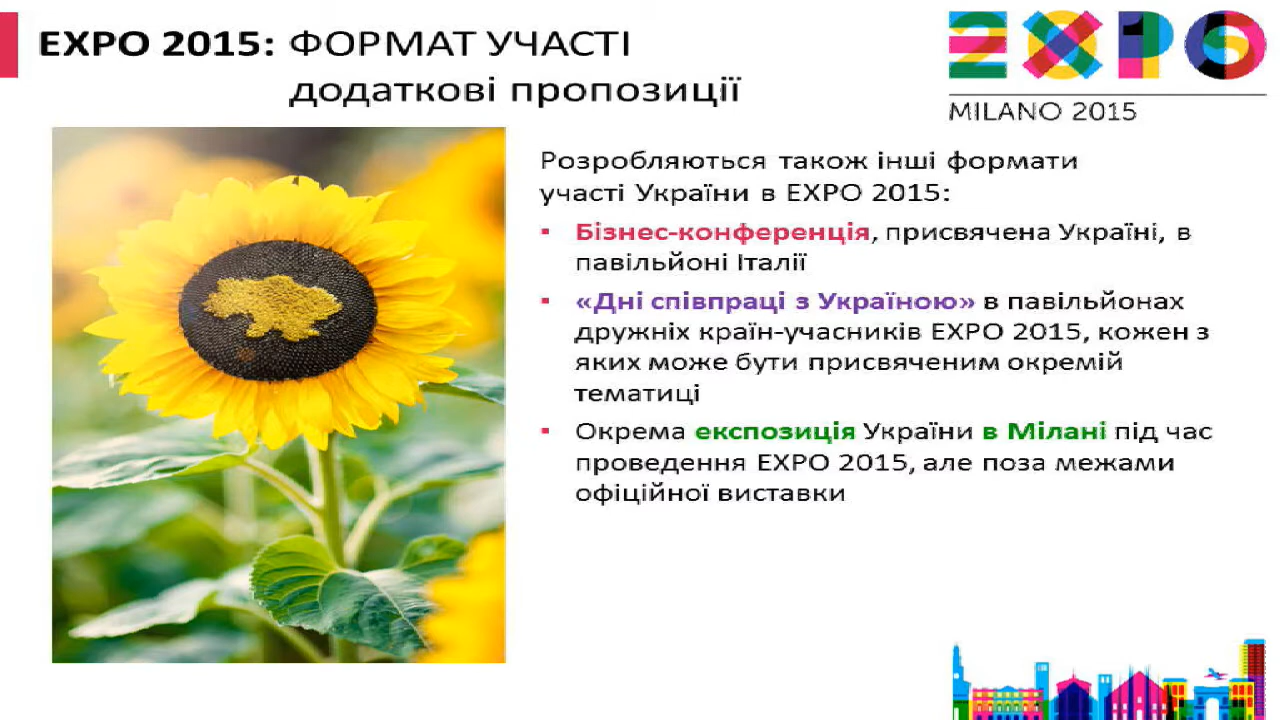 EXPO 2015: ФОРМАТ УЧАСТІ
додаткові пропозиції
EXPO
MILANO 2015
Розробляються також інші формати
участі України в EXPO 2015:
▪ Бізнес-конференція, присвячена Україні, в
павільйоні Італії
▪ «Дні співпраці з Україною» в павільйонах
дружніх країн-учасників EXPO 2015, кожен з
яких може бути присвяченим окремій
тематиці
▪ Окрема експозиція України в Мілані під час
проведення EXPO 2015, але поза межами
офіційної виставки